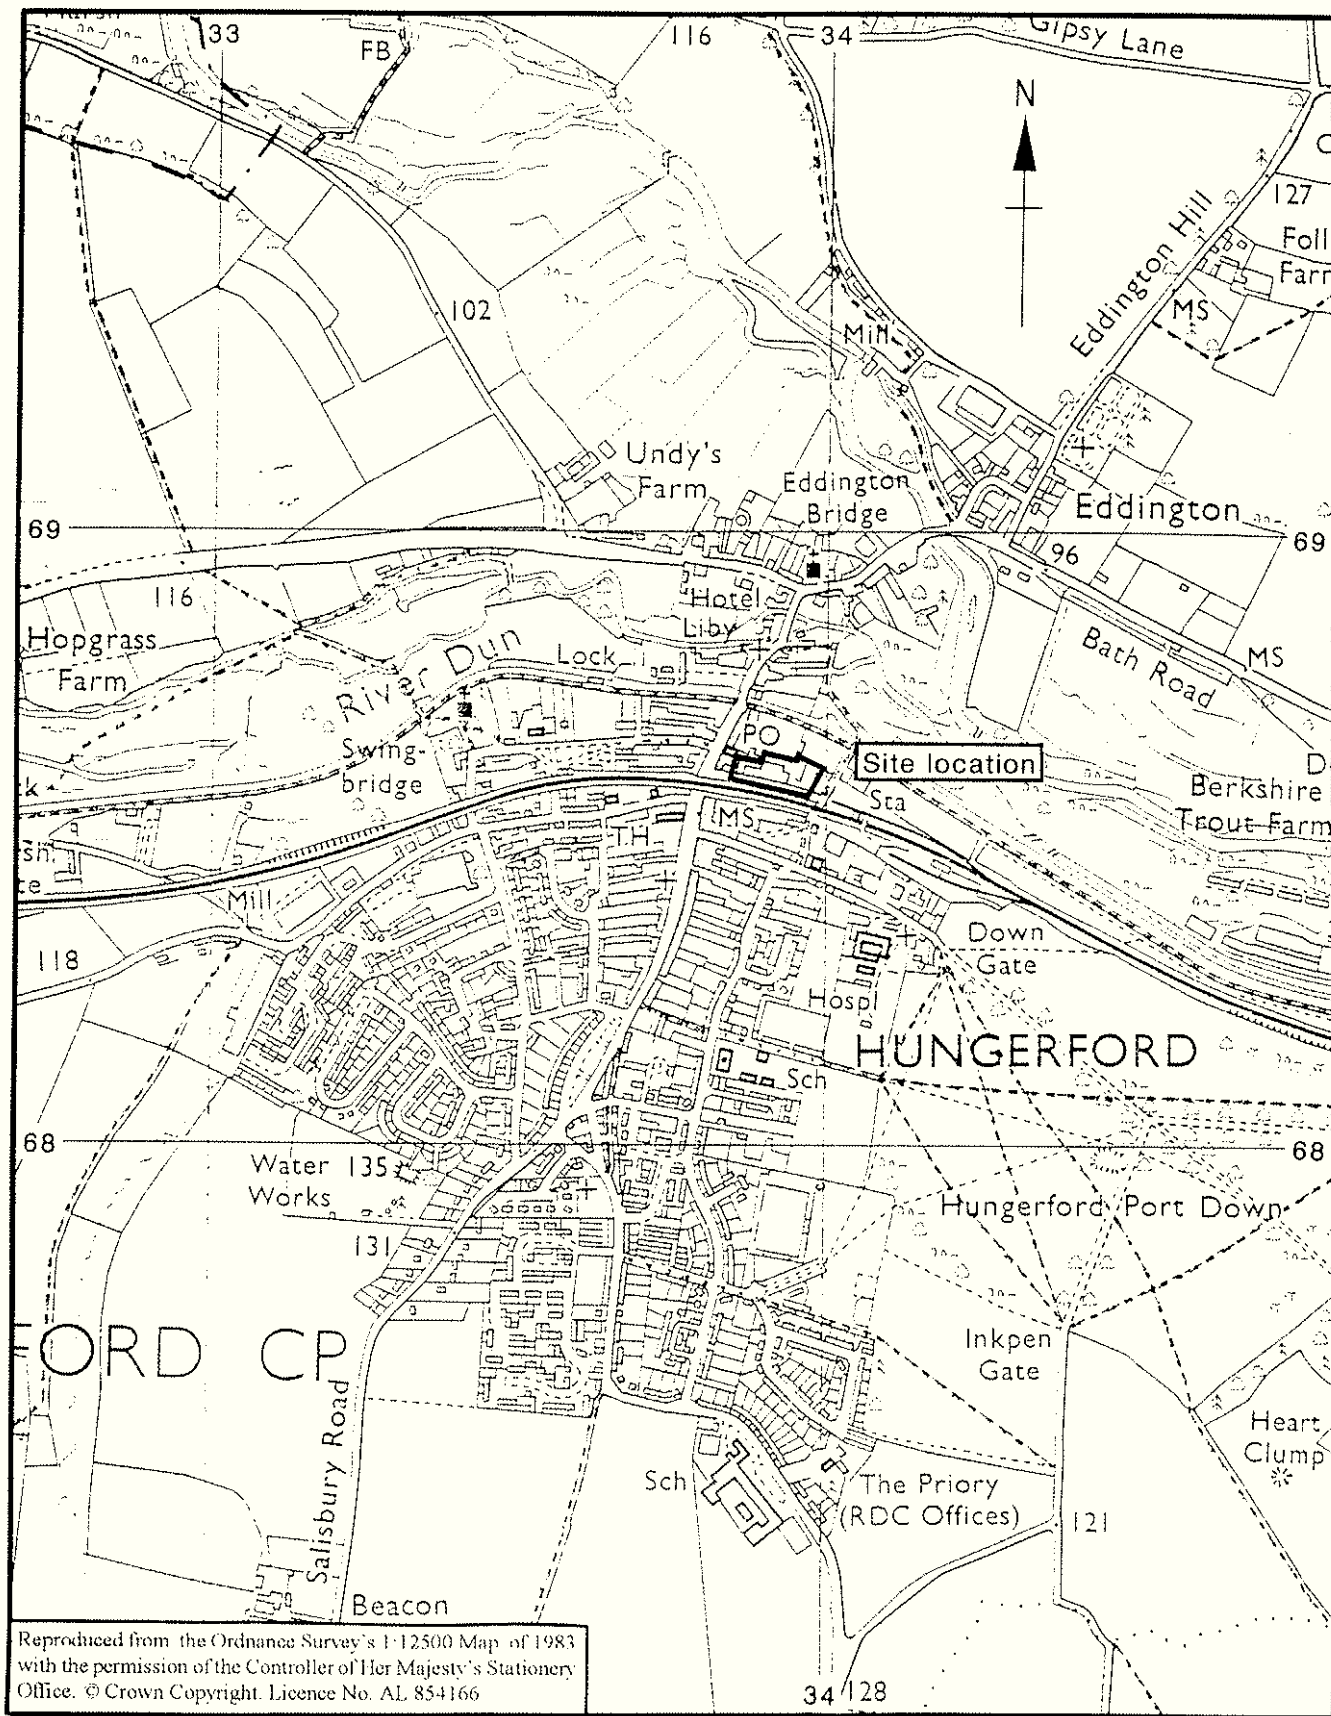 33
FB
116
34
Gipsy Lane
N
127
Eddington Hill
MS
102
Mill
Undy's
Farm
Eddington
Bridge
Eddington
69
69
96
116
Hotel
Liby
Hopgrass
Farm
River Dun
Lock
Bath Road
MS
PO
Swing-
bridge
Site location
Sta
Berkshire
Trout Farm
MS
TH
Mill
118
Down
Gate
Hospl
HUNGERFORD
Sch
68
68
Water
Works
135
Hungerford Port Down
131
Inkpen
Gate
FORD CP
Salisbury Road
Heart
Clump
Sch
The Priory
(RDC Offices)
121
Beacon
Reproduced from the Ordnance Survey's 1:12500 Map of 1983
with the permission of the Controller of Her Majesty's Stationery
Office. © Crown Copyright. Licence No. AL 854166
34
128